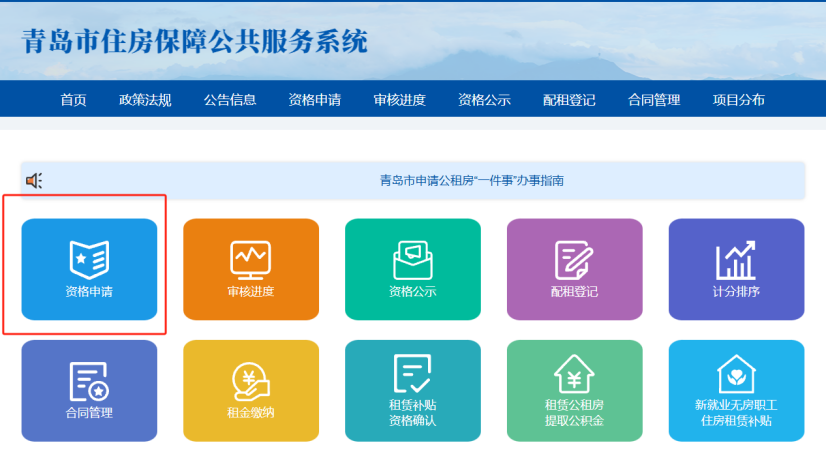 青岛市住房保障公共服务系统
首页 政策法规 公告信息 资格申请 审核进度 资格公示 配租登记 合同管理 项目分布
青岛市申请公租房“一件事”办事指南
资格申请 审核进度 资格公示 配租登记 计分排序
合同管理 租金缴纳 租赁补贴 租赁公租房 新就业无房职工
资格确认 提取公积金 住房租赁补贴